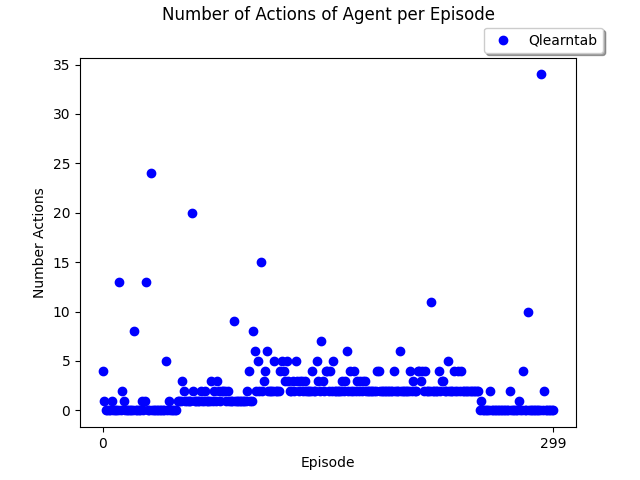 Number of Actions of Agent per Episode
Qlearntab
35
30
25
20
15
10
5
0
Number Actions
0
299
Episode